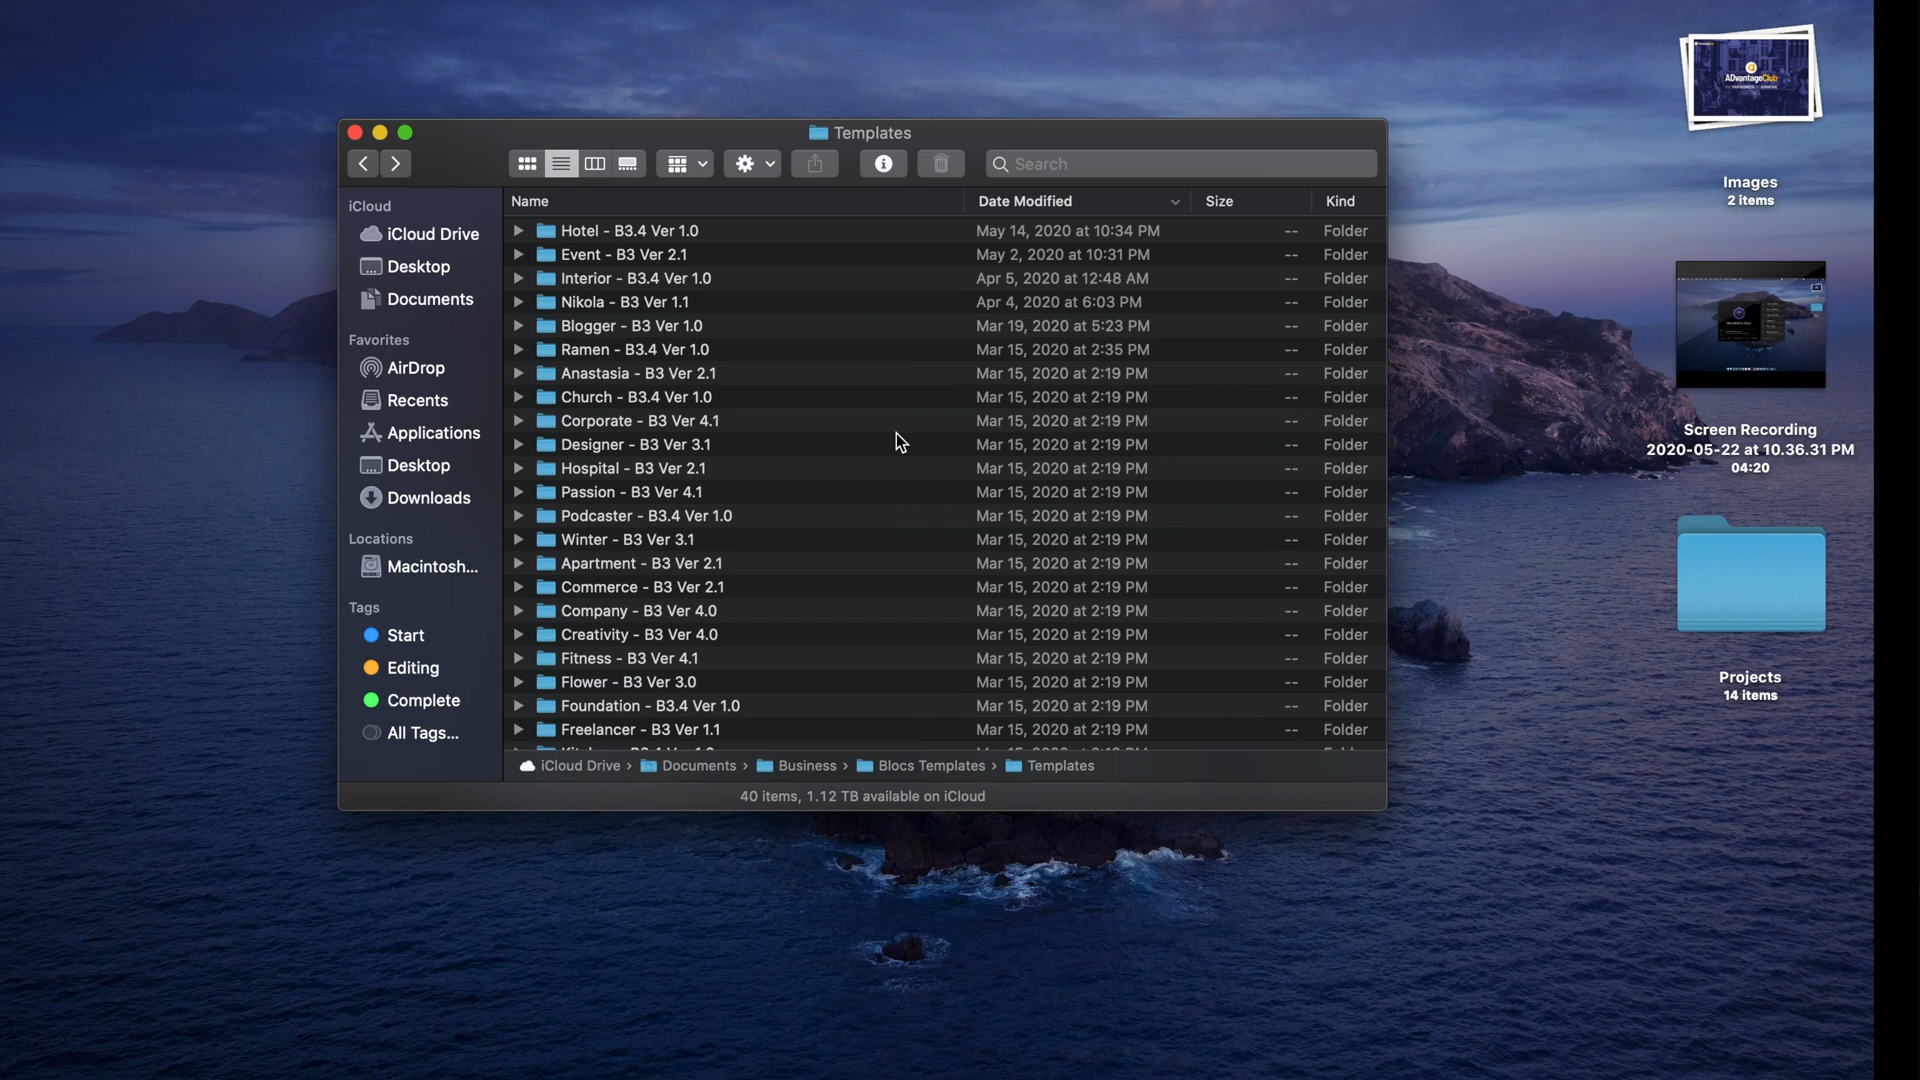 Templates
Search
iCloud
iCloud Drive
Desktop
Documents
Favorites
AirDrop
Recents
Applications
Desktop
Downloads
Locations
Macintosh...
Tags
Start
Editing
Complete
All Tags...
Name Date Modified Size Kind
Hotel - B3.4 Ver 1.0 May 14, 2020 at 10:34 PM -- Folder
Event - B3 Ver 2.1 May 2, 2020 at 10:31 PM -- Folder
Interior - B3.4 Ver 1.0 Apr 5, 2020 at 12:48 AM -- Folder
Nikola - B3 Ver 1.1 Apr 4, 2020 at 6:03 PM -- Folder
Blogger - B3 Ver 1.0 Mar 19, 2020 at 5:23 PM -- Folder
Ramen - B3.4 Ver 1.0 Mar 15, 2020 at 2:35 PM -- Folder
Anastasia - B3 Ver 2.1 Mar 15, 2020 at 2:19 PM -- Folder
Church - B3.4 Ver 1.0 Mar 15, 2020 at 2:19 PM -- Folder
Corporate - B3 Ver 4.1 Mar 15, 2020 at 2:19 PM -- Folder
Designer - B3 Ver 3.1 Mar 15, 2020 at 2:19 PM -- Folder
Hospital - B3 Ver 2.1 Mar 15, 2020 at 2:19 PM -- Folder
Passion - B3 Ver 4.1 Mar 15, 2020 at 2:19 PM -- Folder
Podcaster - B3.4 Ver 1.0 Mar 15, 2020 at 2:19 PM -- Folder
Winter - B3 Ver 3.1 Mar 15, 2020 at 2:19 PM -- Folder
Apartment - B3 Ver 2.1 Mar 15, 2020 at 2:19 PM -- Folder
Commerce - B3 Ver 2.1 Mar 15, 2020 at 2:19 PM -- Folder
Company - B3 Ver 4.0 Mar 15, 2020 at 2:19 PM -- Folder
Creativity - B3 Ver 4.0 Mar 15, 2020 at 2:19 PM -- Folder
Fitness - B3 Ver 4.1 Mar 15, 2020 at 2:19 PM -- Folder
Flower - B3 Ver 3.0 Mar 15, 2020 at 2:19 PM -- Folder
Foundation - B3.4 Ver 1.0 Mar 15, 2020 at 2:19 PM -- Folder
Freelancer - B3 Ver 1.1 Mar 15, 2020 at 2:19 PM -- Folder
iCloud Drive › Documents › Business › Blocs Templates › Templates
40 items, 1.12 TB available on iCloud
ADvantageClub
Images
2 items
Screen Recording
2020-05-22 at 10.36.31 PM
04:20
Projects
14 items